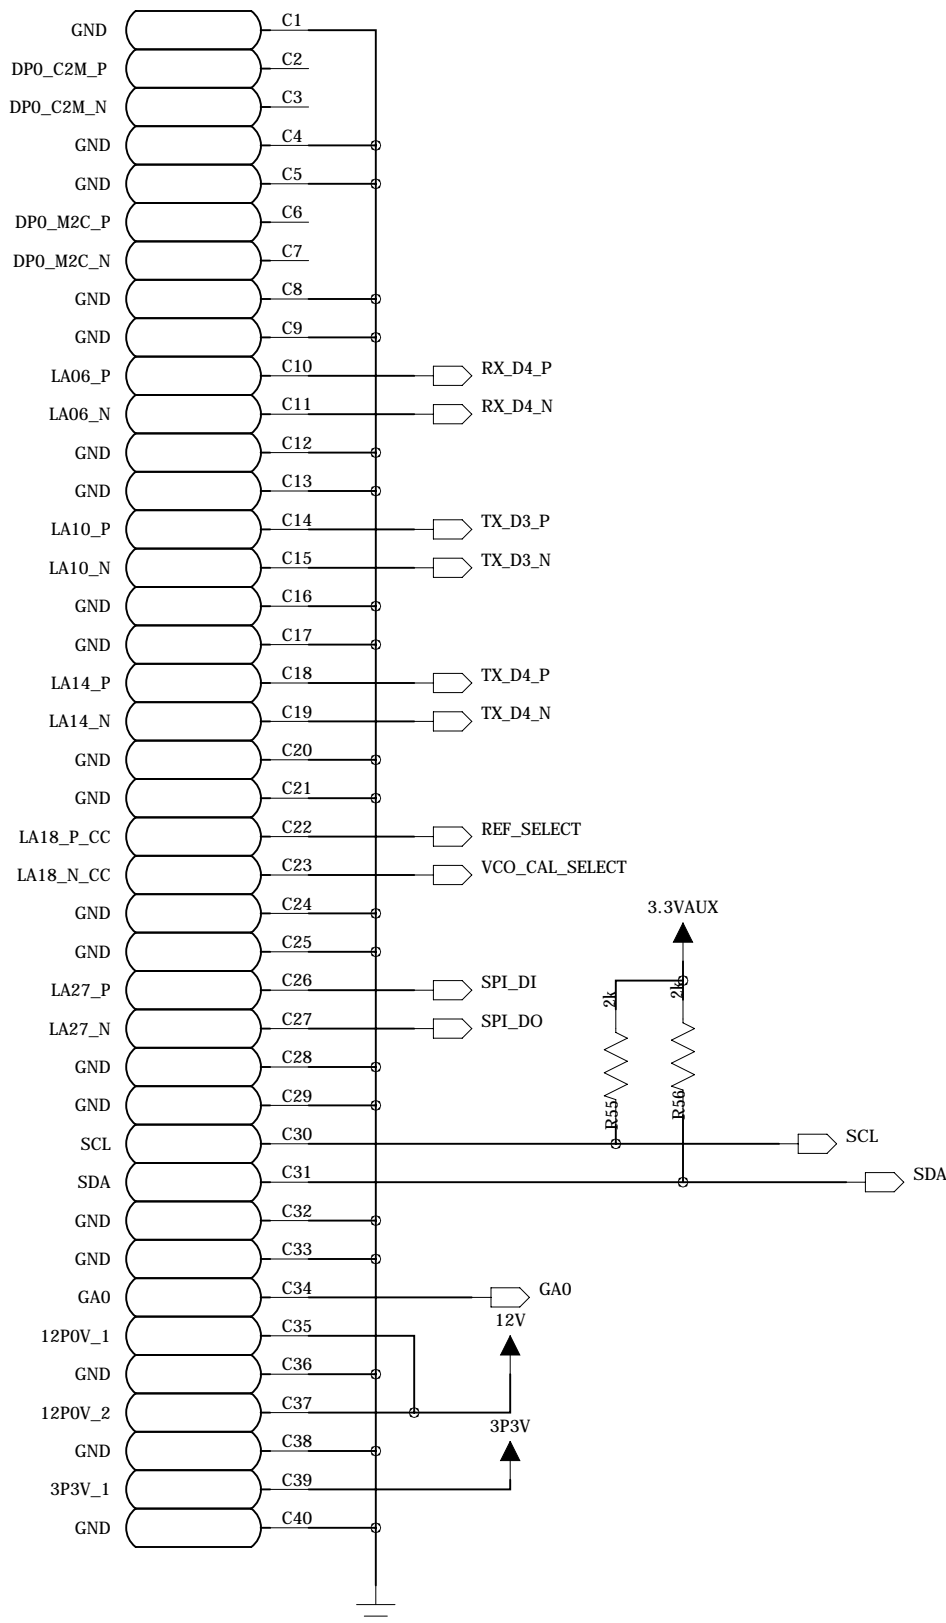 GND C1
DP0_C2M_P C2
DP0_C2M_N C3
GND C4
GND C5
DP0_M2C_P C6
DP0_M2C_N C7
GND C8
GND C9
LA06_P C10 RX_D4_P
LA06_N C11 RX_D4_N
GND C12
GND C13
LA10_P C14 TX_D3_P
LA10_N C15 TX_D3_N
GND C16
GND C17
LA14_P C18 TX_D4_P
LA14_N C19 TX_D4_N
GND C20
GND C21
LA18_P_CC C22 REF_SELECT
LA18_N_CC C23 VCO_CAL_SELECT
GND C24
3.3VAUX
GND C25
LA27_P C26 SPI_DI
2k 2k
LA27_N C27 SPI_DO
GND C28
GND C29
R55 R56
SCL C30 SCL
SDA C31 SDA
GND C32
GND C33
GA0 C34 GA0
12V
12P0V_1 C35
GND C36
12P0V_2 C37
3P3V
GND C38
3P3V_1 C39
GND C40